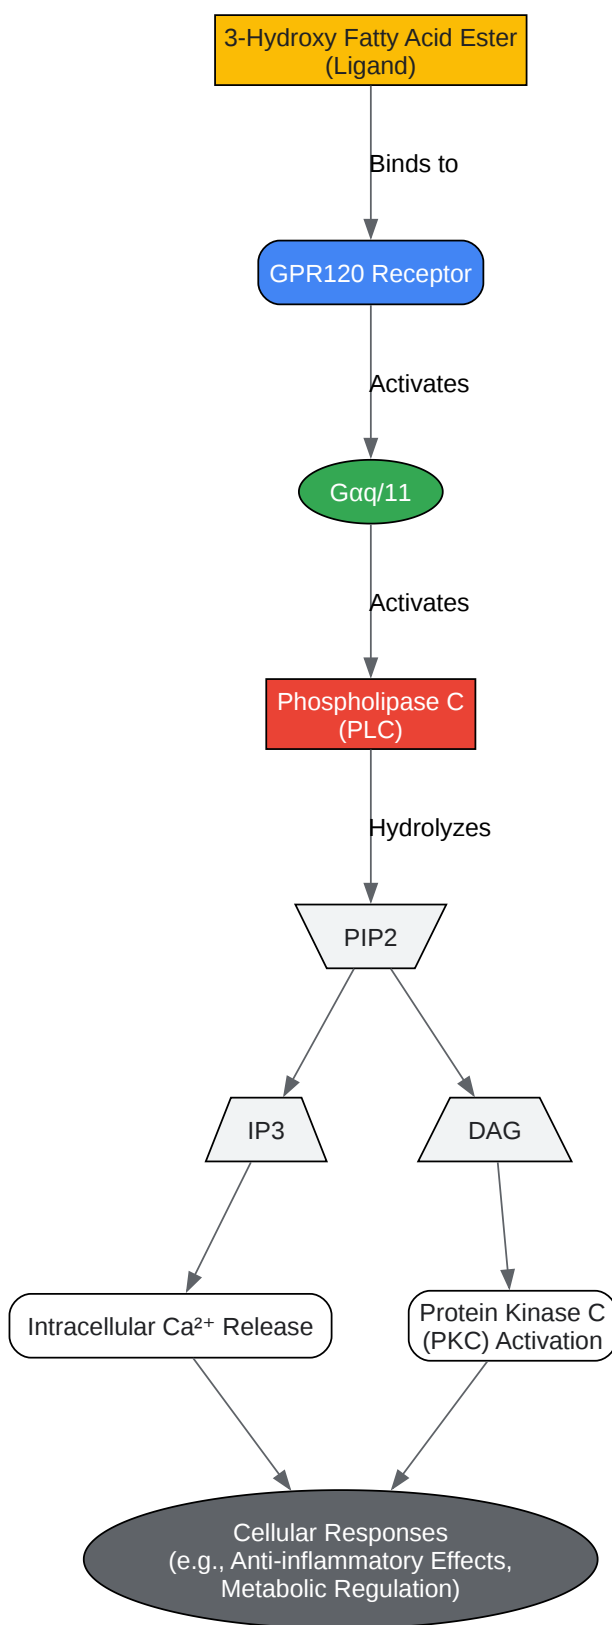 3-Hydroxy Fatty Acid Ester
(Ligand)
Binds to
GPR120 Receptor
Activates
Gαq/11
Activates
Phospholipase C
(PLC)
Hydrolyzes
PIP2
IP3
DAG
Intracellular Ca²⁺ Release
Protein Kinase C
(PKC) Activation
Cellular Responses
(e.g., Anti-inflammatory Effects,
Metabolic Regulation)